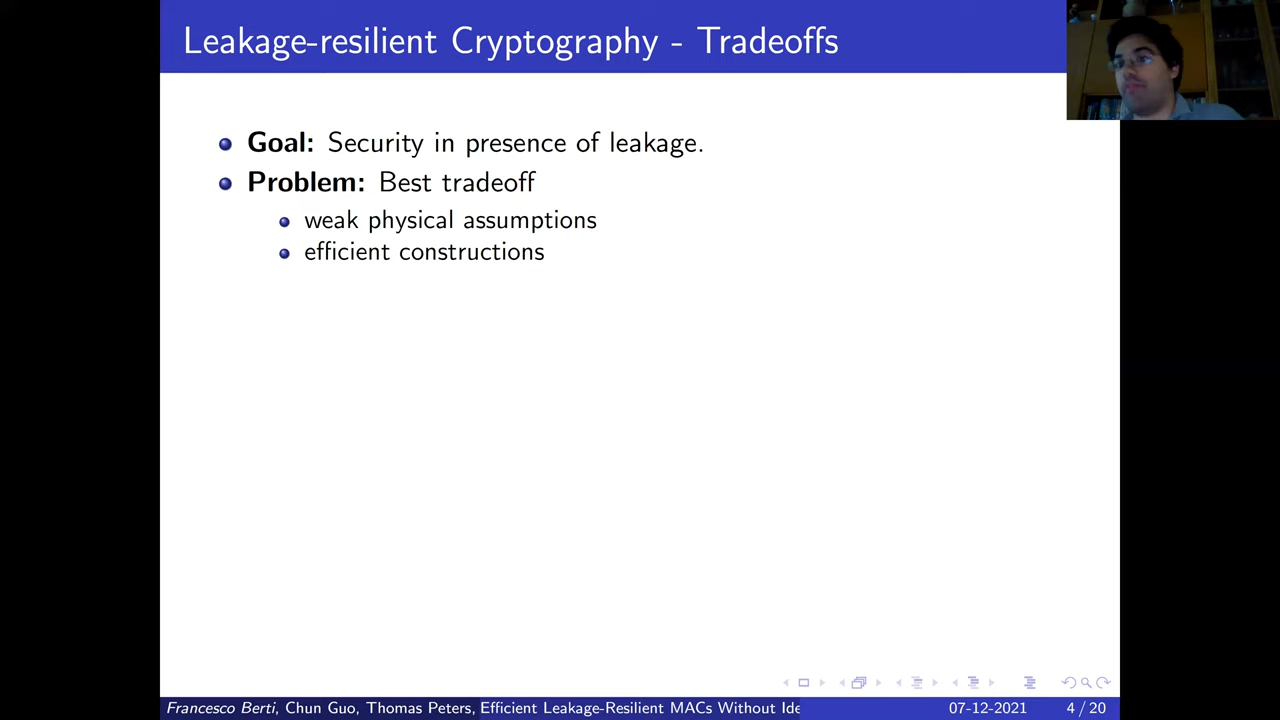 Leakage-resilient Cryptography - Tradeoffs
Goal: Security in presence of leakage.
Problem: Best tradeoff
weak physical assumptions
efficient constructions
Francesco Berti, Chun Guo, Thomas Peters, Efficient Leakage-Resilient MACs Without Ide
07-12-2021
4 / 20